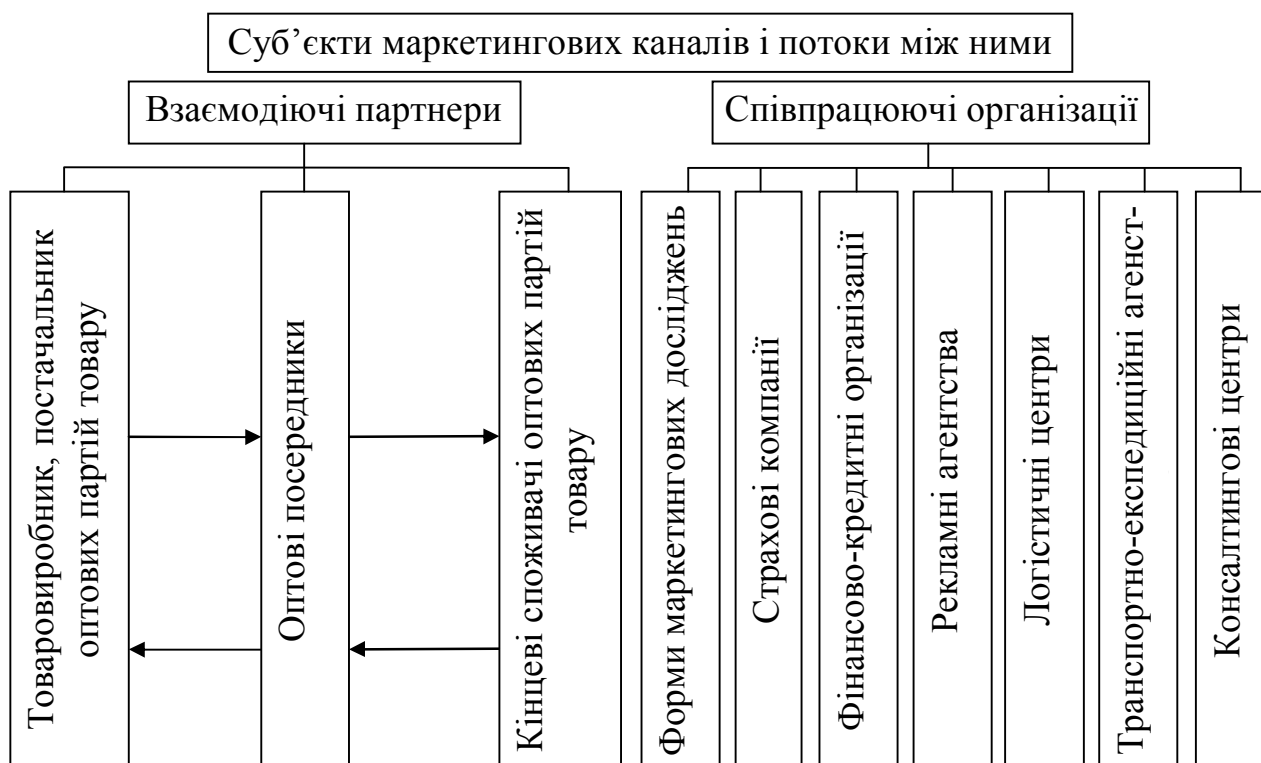 Суб’єкти маркетингових каналів і потоки між ними
Взаємодіючі партнери
Співпрацюючі організації
Товаровиробник, постачальник
оптових партій товару
Оптові посередники
Кінцеві споживачі оптових партій
товару
Форми маркетингових досліджень
Страхові компанії
Фінансово-кредитні організації
Рекламні агентства
Логістичні центри
Транспортно-експедиційні агенст-
Консалтингові центри